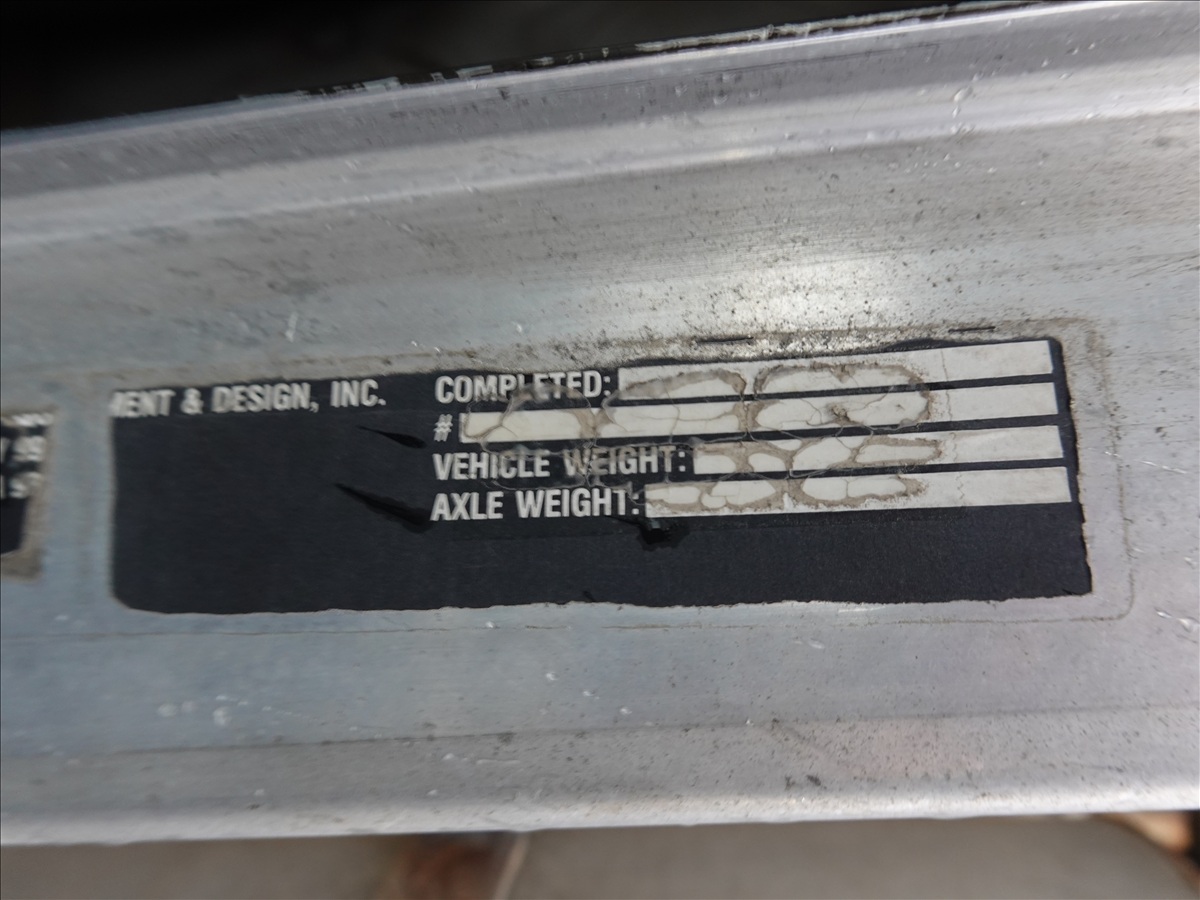 MENT & DESIGN, INC.
COMPLETED:
#
VEHICLE WEIGHT:
AXLE WEIGHT: